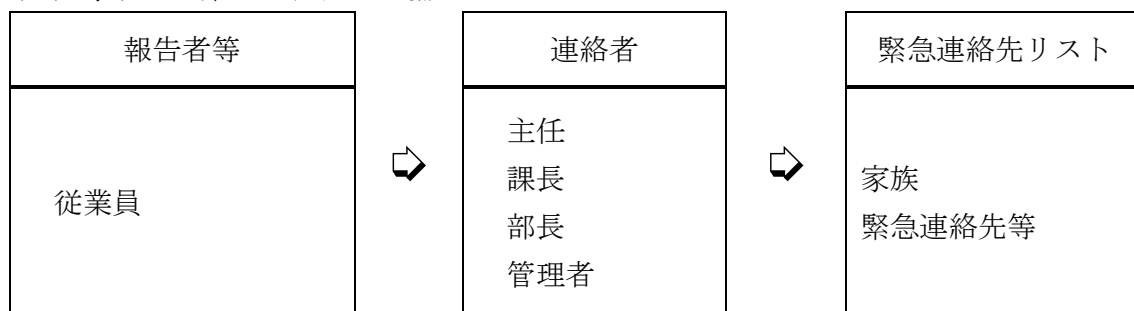 報告者等
従業員
連絡者
主任
課長
部長
管理者
緊急連絡先リスト
家族
緊急連絡先等